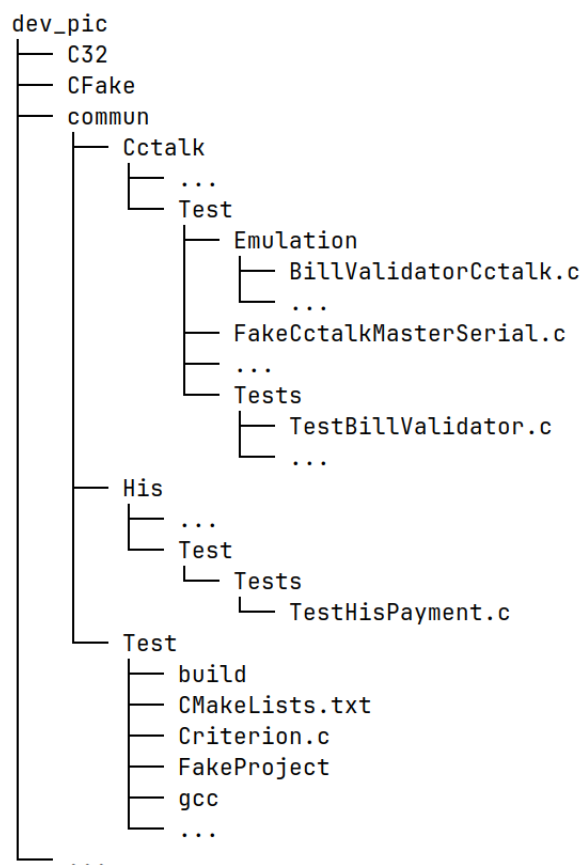 dev_pic
C32
CFake
commun
Cctalk
...
Test
Emulation
BillValidatorCctalk.c
...
FakeCctalkMasterSerial.c
...
Tests
TestBillValidator.c
...
His
...
Test
Tests
TestHisPayment.c
Test
build
CMakeLists.txt
Criterion.c
FakeProject
gcc
...
...